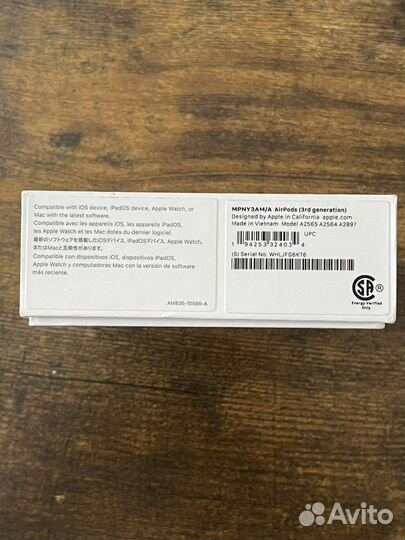 Compatible with iOS device, iPadOS device, Apple Watch, or
Mac with the latest software.
Compatible avec les appareils iOS, les appareils iPadOS,
les Apple Watch et les Mac dotés du dernier logiciel.
最新のソフトウェアを搭載するiOSデバイス、iPadOSデバイス、Apple Watch、
またはMacと互換性があります。
Compatible con dispositivos iOS, dispositivos iPadOS,
Apple Watch y computadoras Mac con la versión de software
más reciente.
AM826-10566-A
MPNY3AM/A AirPods (3rd generation)
Designed by Apple in California apple.com
Made in Vietnam Model A2565 A2564 A2897
UPC
1 94253 32403 4
(S) Serial No. WHLJFD6KT6
SA
Energy Verified
Only
Avito